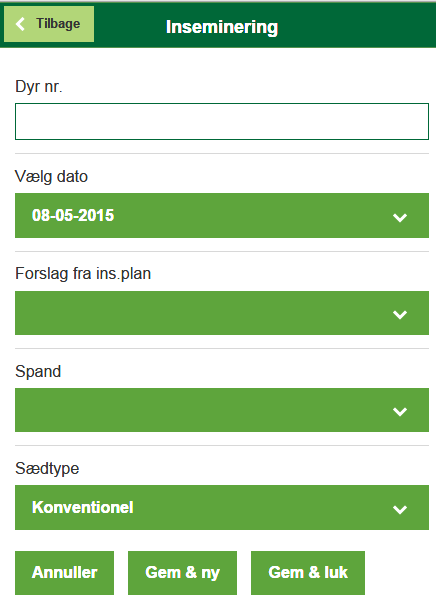 Tilbage
Inseminering
Dyr nr.
Vælg dato
08-05-2015
Forslag fra ins.plan
Spand
Sædtype
Konventionel
Annuller
Gem & ny
Gem & luk